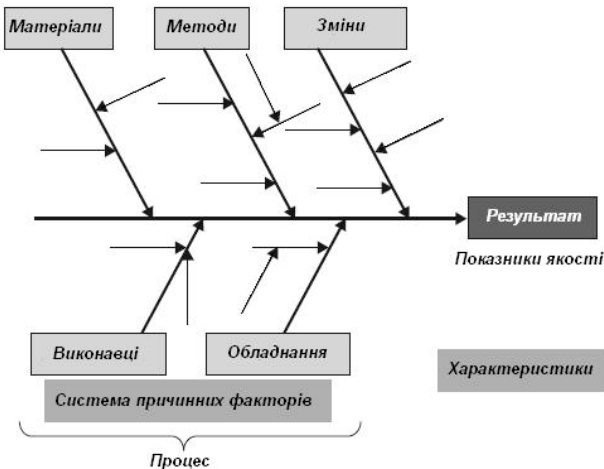 Матеріали
Методи
Зміни
Результат
Показники якості
Виконавці
Обладнання
Характеристики
Система причинних факторів
Процес